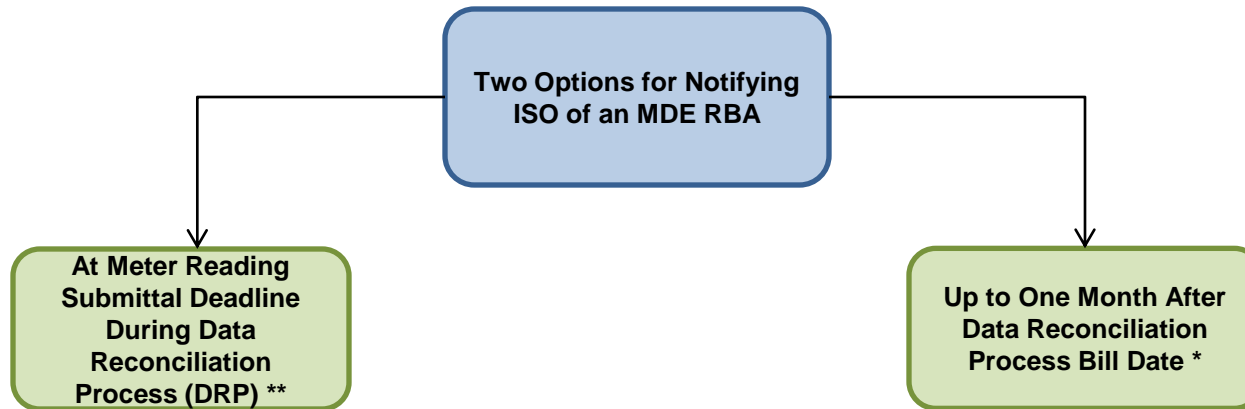 Two Options for Notifying
ISO of an MDE RBA
At Meter Reading
Submittal Deadline
During Data
Reconciliation
Process (DRP) **
Up to One Month After
Data Reconciliation
Process Bill Date *